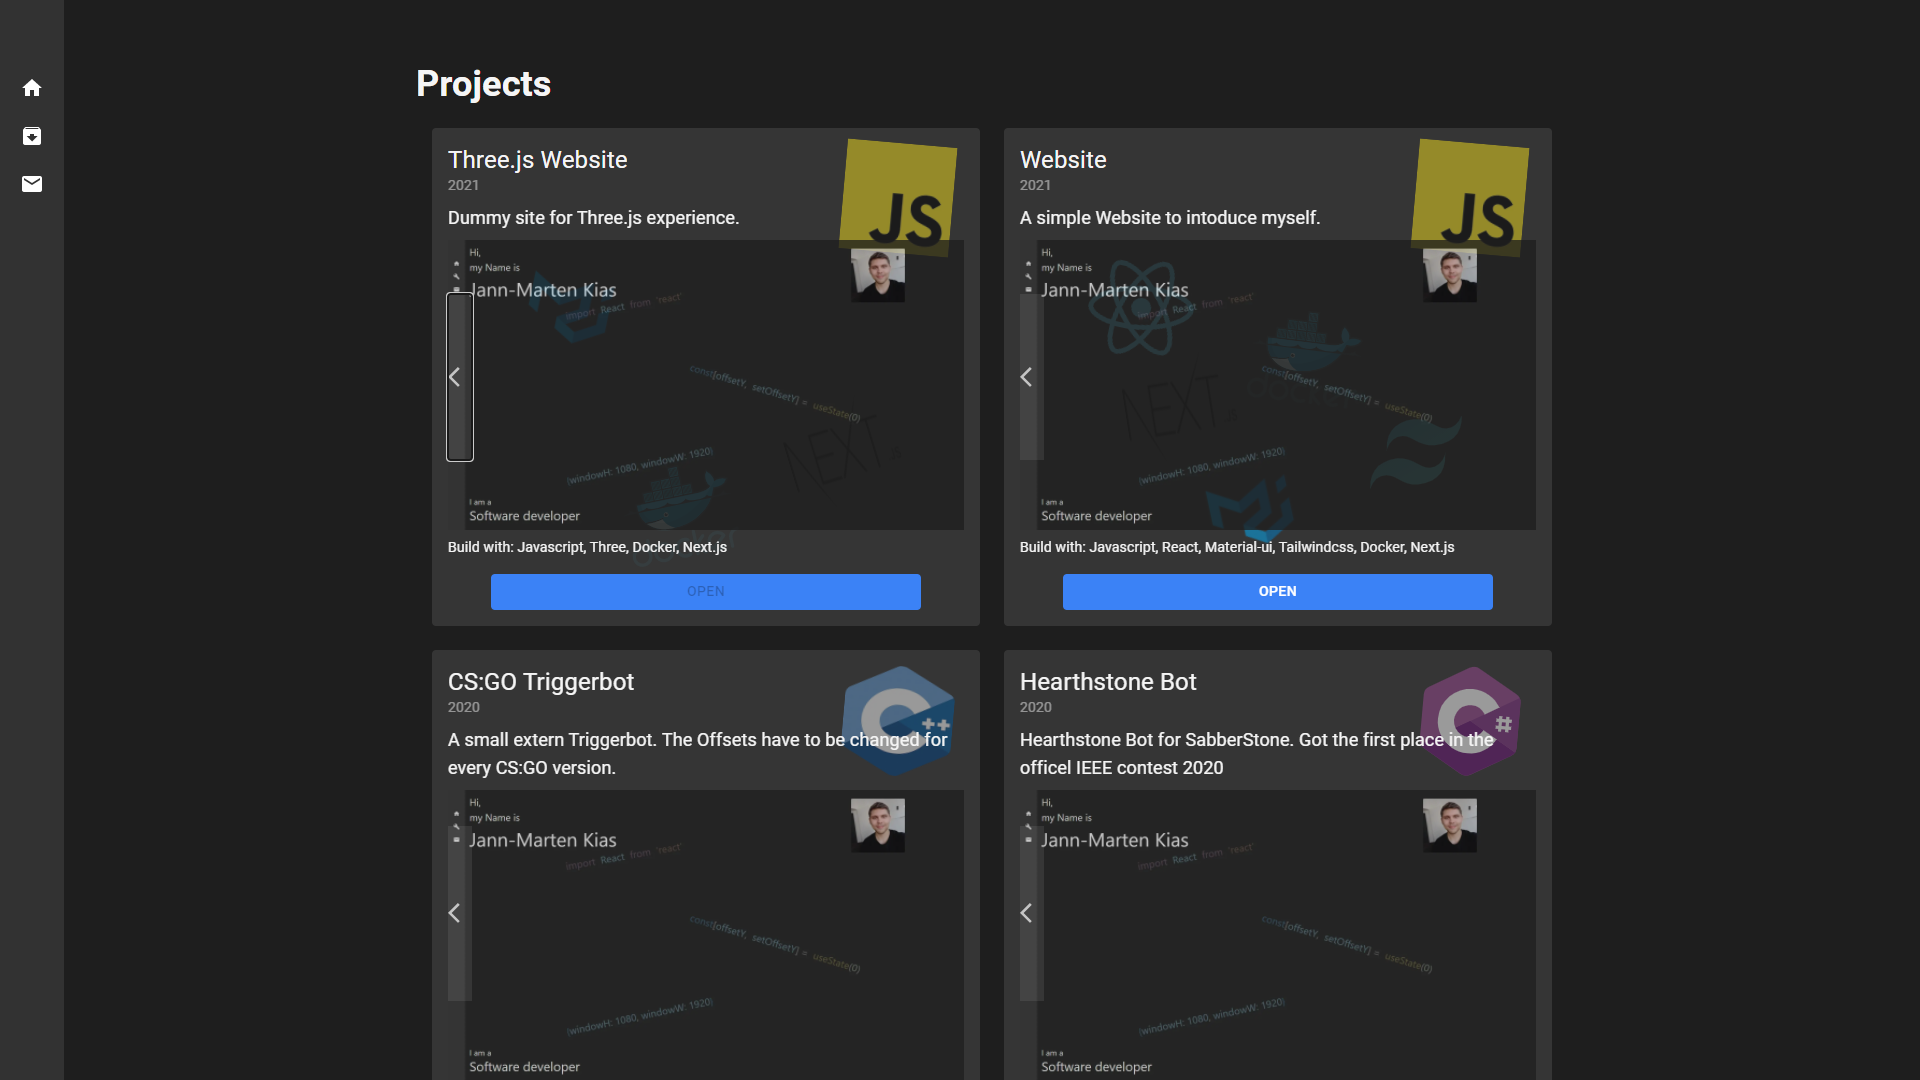 Projects
Three.js Website
2021
Dummy site for Three.js experience.
JS
Hi,
my Name is
Jann-Marten Kias
import React from 'react'
const[offsetY, setOffsetY] = useState(0)
NEXT
{windowH: 1080, windowW: 1920}
I am a
Software developer
docker
Build with: Javascript, Three, Docker, Next.js
OPEN
Website
2021
A simple Website to intoduce myself.
JS
Hi,
my Name is
Jann-Marten Kias
import React from 'react'
docker
const[offsetY, setOffsetY] = useState(0)
NEXT
{windowH: 1080, windowW: 1920}
I am a
Software developer
Build with: Javascript, React, Material-ui, Tailwindcss, Docker, Next.js
OPEN
CS:GO Triggerbot
2020
C++
A small extern Triggerbot. The Offsets have to be changed for
every CS:GO version.
Hi,
my Name is
Jann-Marten Kias
import React from 'react'
const[offsetY, setOffsetY] = useState(0)
{windowH: 1080, windowW: 1920}
I am a
Software developer
Hearthstone Bot
2020
C#
Hearthstone Bot for SabberStone. Got the first place in the
officel IEEE contest 2020
Hi,
my Name is
Jann-Marten Kias
import React from 'react'
const[offsetY, setOffsetY] = useState(0)
{windowH: 1080, windowW: 1920}
I am a
Software developer